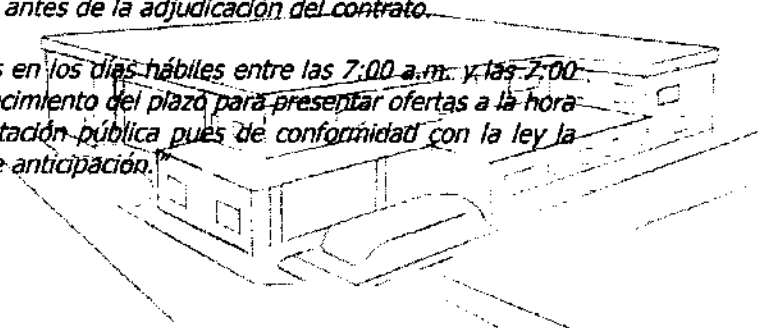 antes de la adjudicación del contrato.
s en los días hábiles entre las 7:00 a.m. y las 7:00
ecimiento del plazo para presentar ofertas a la hora
tación pública pues de conformidad con la ley la
e anticipación."